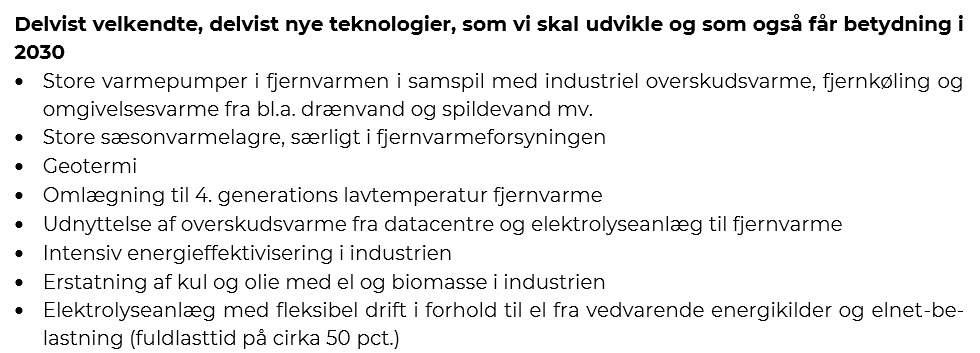 Delvist velkendte, delvist nye teknologier, som vi skal udvikle og som også får betydning i
2030
• Store varmepumper i fjernvarmen i samspil med industriel overskudsvarme, fjernkøling og
omgivelsesvarme fra bl.a. drænvand og spildevand mv.
• Store sæsonvarmelagre, særligt i fjernvarmeforsyningen
• Geotermi
• Omlægning til 4. generations lavtemperatur fjernvarme
• Udnyttelse af overskudsvarme fra datacentre og elektrolyseanlæg til fjernvarme
• Intensiv energieffektivisering i industrien
• Erstatning af kul og olie med el og biomasse i industrien
• Elektrolyseanlæg med fleksibel drift i forhold til el fra vedvarende energikilder og elnet-be-
lastning (fuldlasttid på cirka 50 pct.)